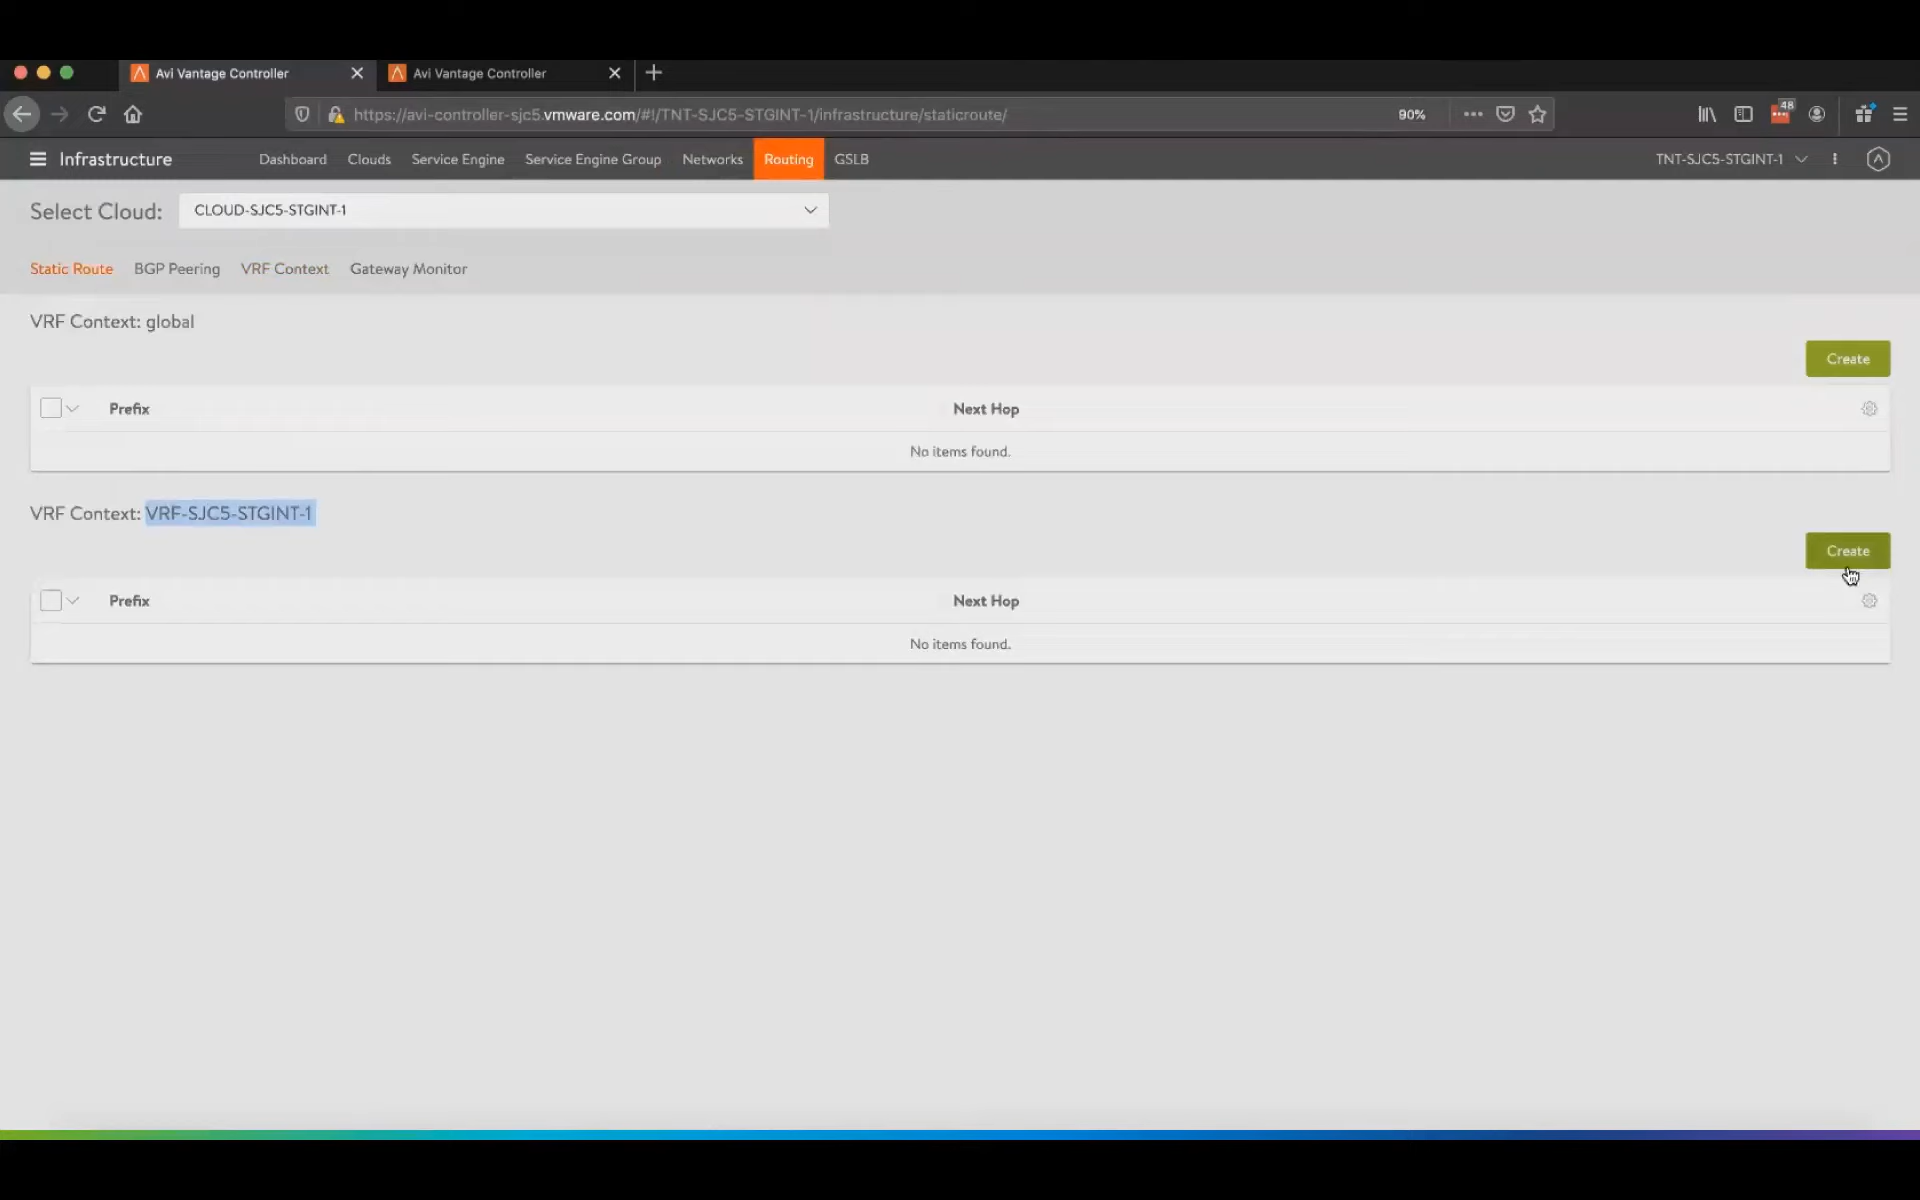 Avi Vantage Controller
Avi Vantage Controller
https://avi-controller-sjc5.vmware.com/#!/TNT-SJC5-STGINT-1/infrastructure/staticroute/
90%
48
Infrastructure
Dashboard
Clouds
Service Engine
Service Engine Group
Networks
Routing
GSLB
TNT-SJC5-STGINT-1
Select Cloud:
CLOUD-SJC5-STGINT-1
Static Route
BGP Peering
VRF Context
Gateway Monitor
VRF Context: global
Create
Prefix
Next Hop
No items found.
VRF Context: VRF-SJC5-STGINT-1
Create
Prefix
Next Hop
No items found.